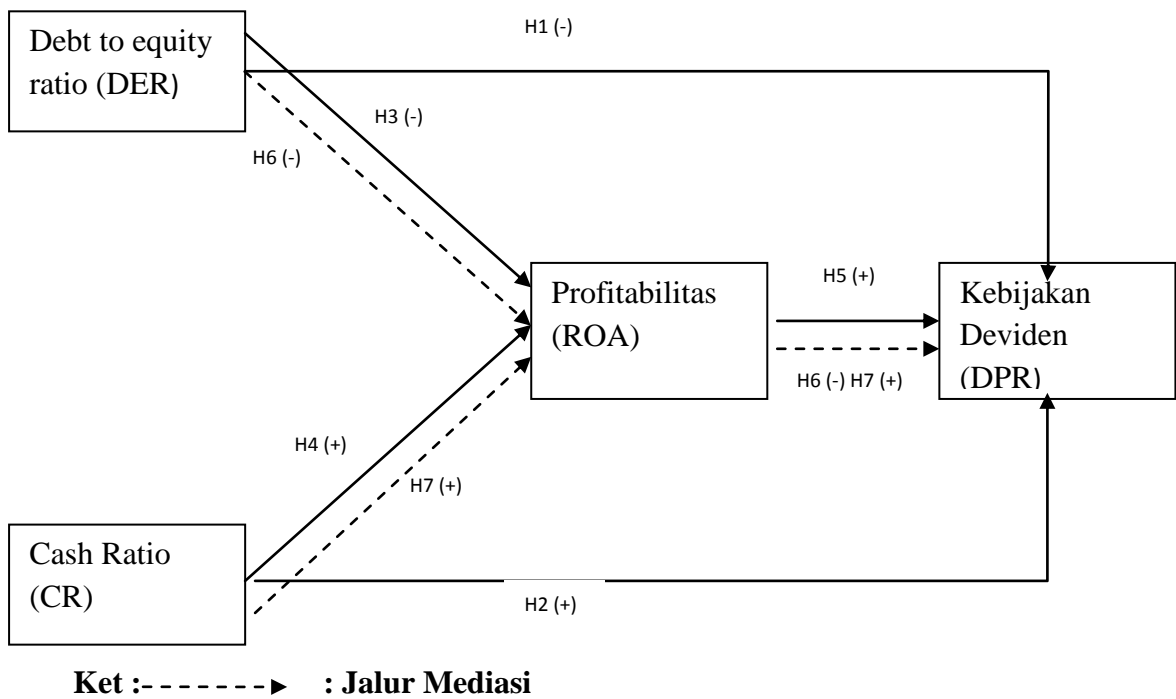 H1 (-)
Debt to equity
ratio (DER)
H3 (-)
H6 (-)
Profitabilitas
(ROA)
H5 (+)
H6 (-) H7 (+)
Kebijakan
Deviden
(DPR)
H4 (+)
H7 (+)
Cash Ratio
(CR)
H2 (+)
Ket : : Jalur Mediasi